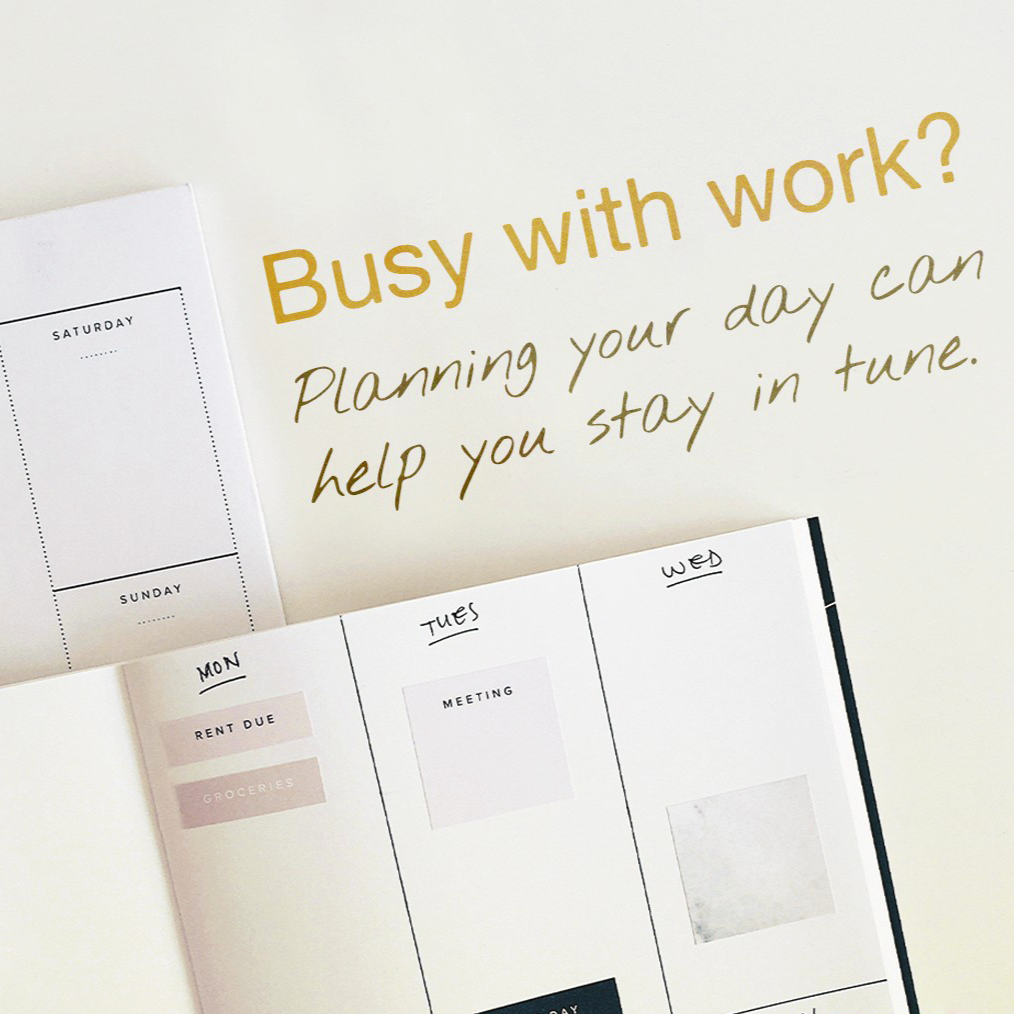 Busy with work?
Planning your day can
help you stay in tune.
SATURDAY
SUNDAY
MON
TUES
WED
RENT DUE
MEETING
GROCERIES